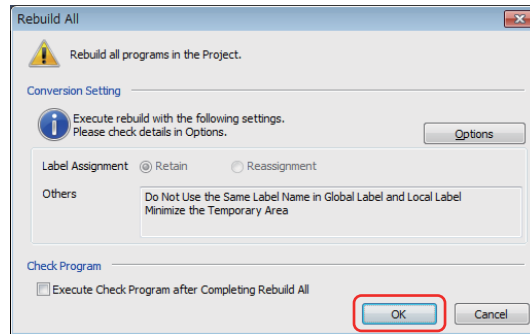 Rebuild All
Rebuild all programs in the Project.
Conversion Setting
Execute rebuild with the following settings.
Please check details in Options.
Options
Label Assignment Retain Reassignment
Others
Do Not Use the Same Label Name in Global Label and Local Label
Minimize the Temporary Area
Check Program
Execute Check Program after Completing Rebuild All
OK Cancel